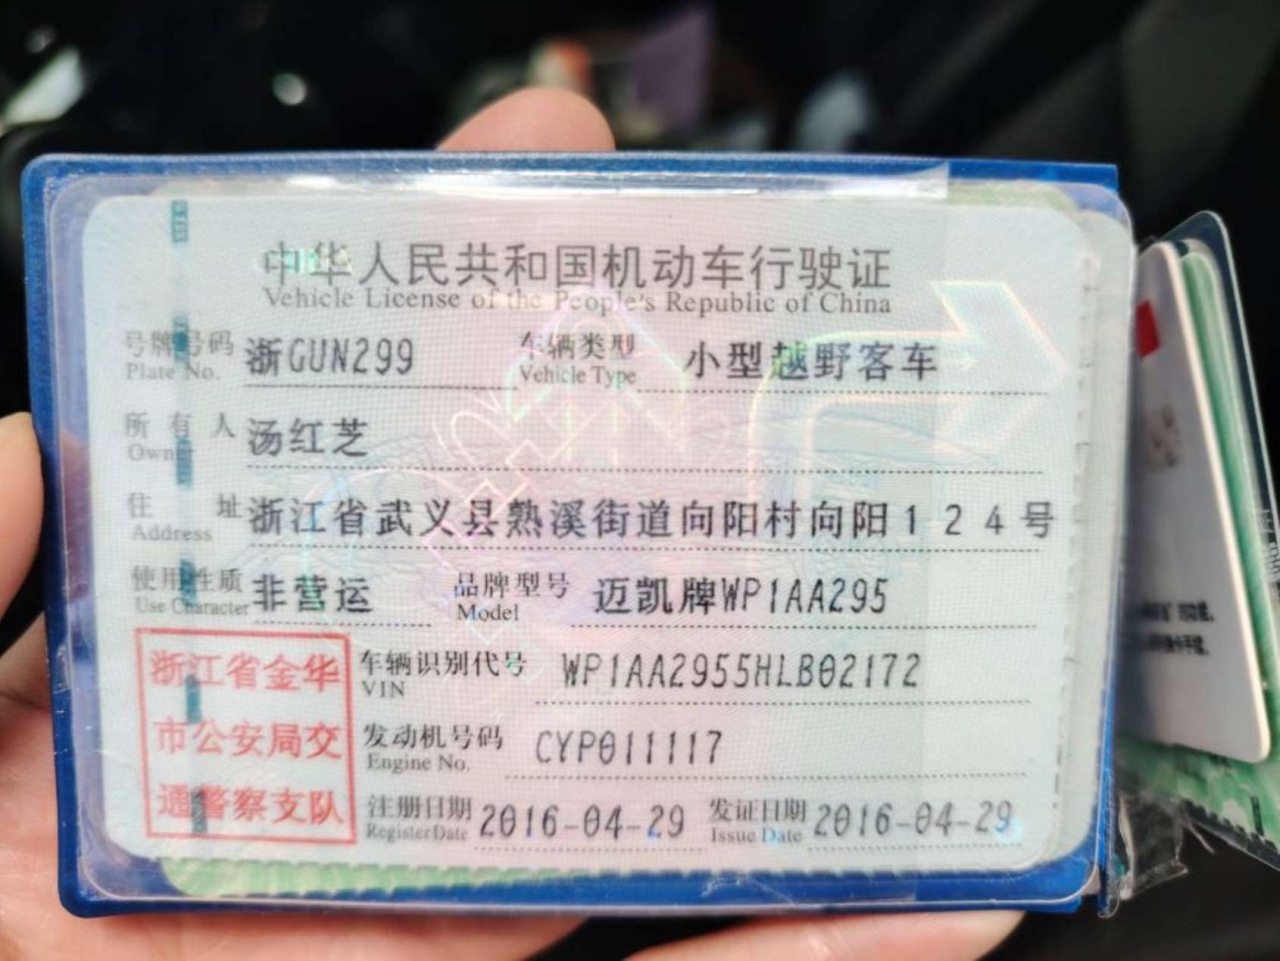 中华人民共和国机动车行驶证
Vehicle License of the People's Republic of China
号牌号码 浙GUN299 车辆类型 小型越野客车
Plate No. Vehicle Type
所有人 汤红芝
Owner
住址 浙江省武义县熟溪街道向阳村向阳124号
Address
使用性质 非营运 品牌型号 迈凯牌WP1AA295
Use Character Model
浙江省金华
市公安局交
通警察支队
车辆识别代号 WP1AA2955HLB02172
VIN
发动机号码 CYP011117
Engine No.
注册日期 2016-04-29 发证日期 2016-04-29
Register Date Issue Date